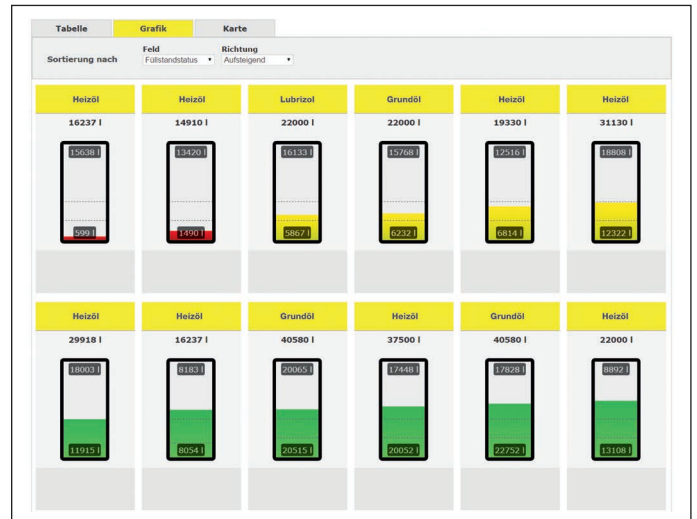 Tabelle Grafik Karte
Feld Richtung
Sortierung nach Füllstandstatus Aufsteigend
Heizöl Heizöl Lubrizol Grundöl Heizöl Heizöl
16237 l 14910 l 22000 l 22000 l 19330 l 31130 l
15638 l 13420 l 16133 l 15768 l 12516 l 18808 l
599 l 1490 l 5867 l 6232 l 6814 l 12322 l
Heizöl Heizöl Grundöl Heizöl Grundöl Heizöl
29918 l 16237 l 40580 l 37500 l 40580 l 22000 l
18003 l 8183 l 20065 l 17448 l 17828 l 8892 l
11915 l 8054 l 20515 l 20052 l 22752 l 13108 l